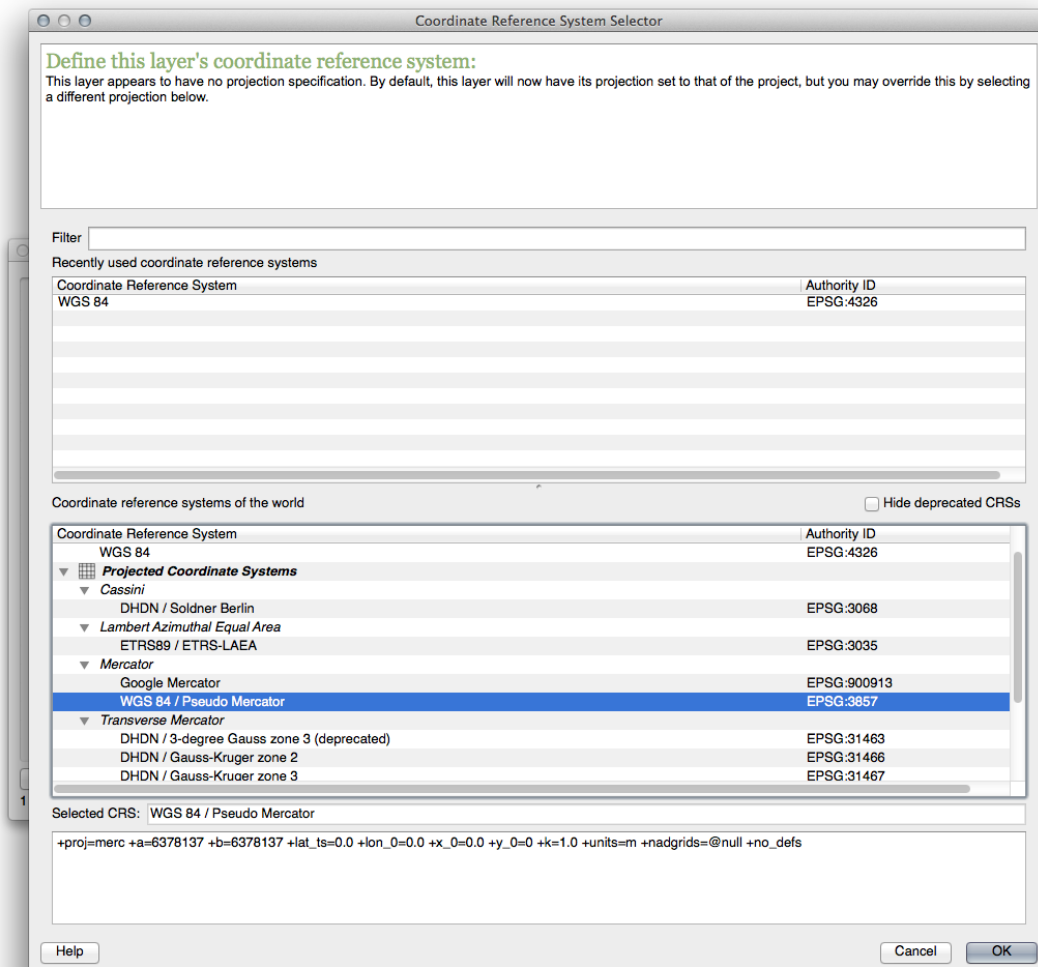 Coordinate Reference System Selector
Define this layer's coordinate reference system:
This layer appears to have no projection specification. By default, this layer will now have its projection set to that of the project, but you may override this by selecting
a different projection below.
Filter
Recently used coordinate reference systems
Coordinate Reference System Authority ID
WGS 84 EPSG:4326
Coordinate reference systems of the world Hide deprecated CRSs
Coordinate Reference System Authority ID
WGS 84 EPSG:4326
Projected Coordinate Systems
Cassini
DHDN / Soldner Berlin EPSG:3068
Lambert Azimuthal Equal Area
ETRS89 / ETRS-LAEA EPSG:3035
Mercator
Google Mercator EPSG:900913
WGS 84 / Pseudo Mercator EPSG:3857
Transverse Mercator
DHDN / 3-degree Gauss zone 3 (deprecated) EPSG:31463
DHDN / Gauss-Kruger zone 2 EPSG:31466
DHDN / Gauss-Kruger zone 3 EPSG:31467
1
Selected CRS: WGS 84 / Pseudo Mercator
+proj=merc +a=6378137 +b=6378137 +lat_ts=0.0 +lon_0=0.0 +x_0=0.0 +y_0=0 +k=1.0 +units=m +nadgrids=@null +no_defs
Help Cancel OK